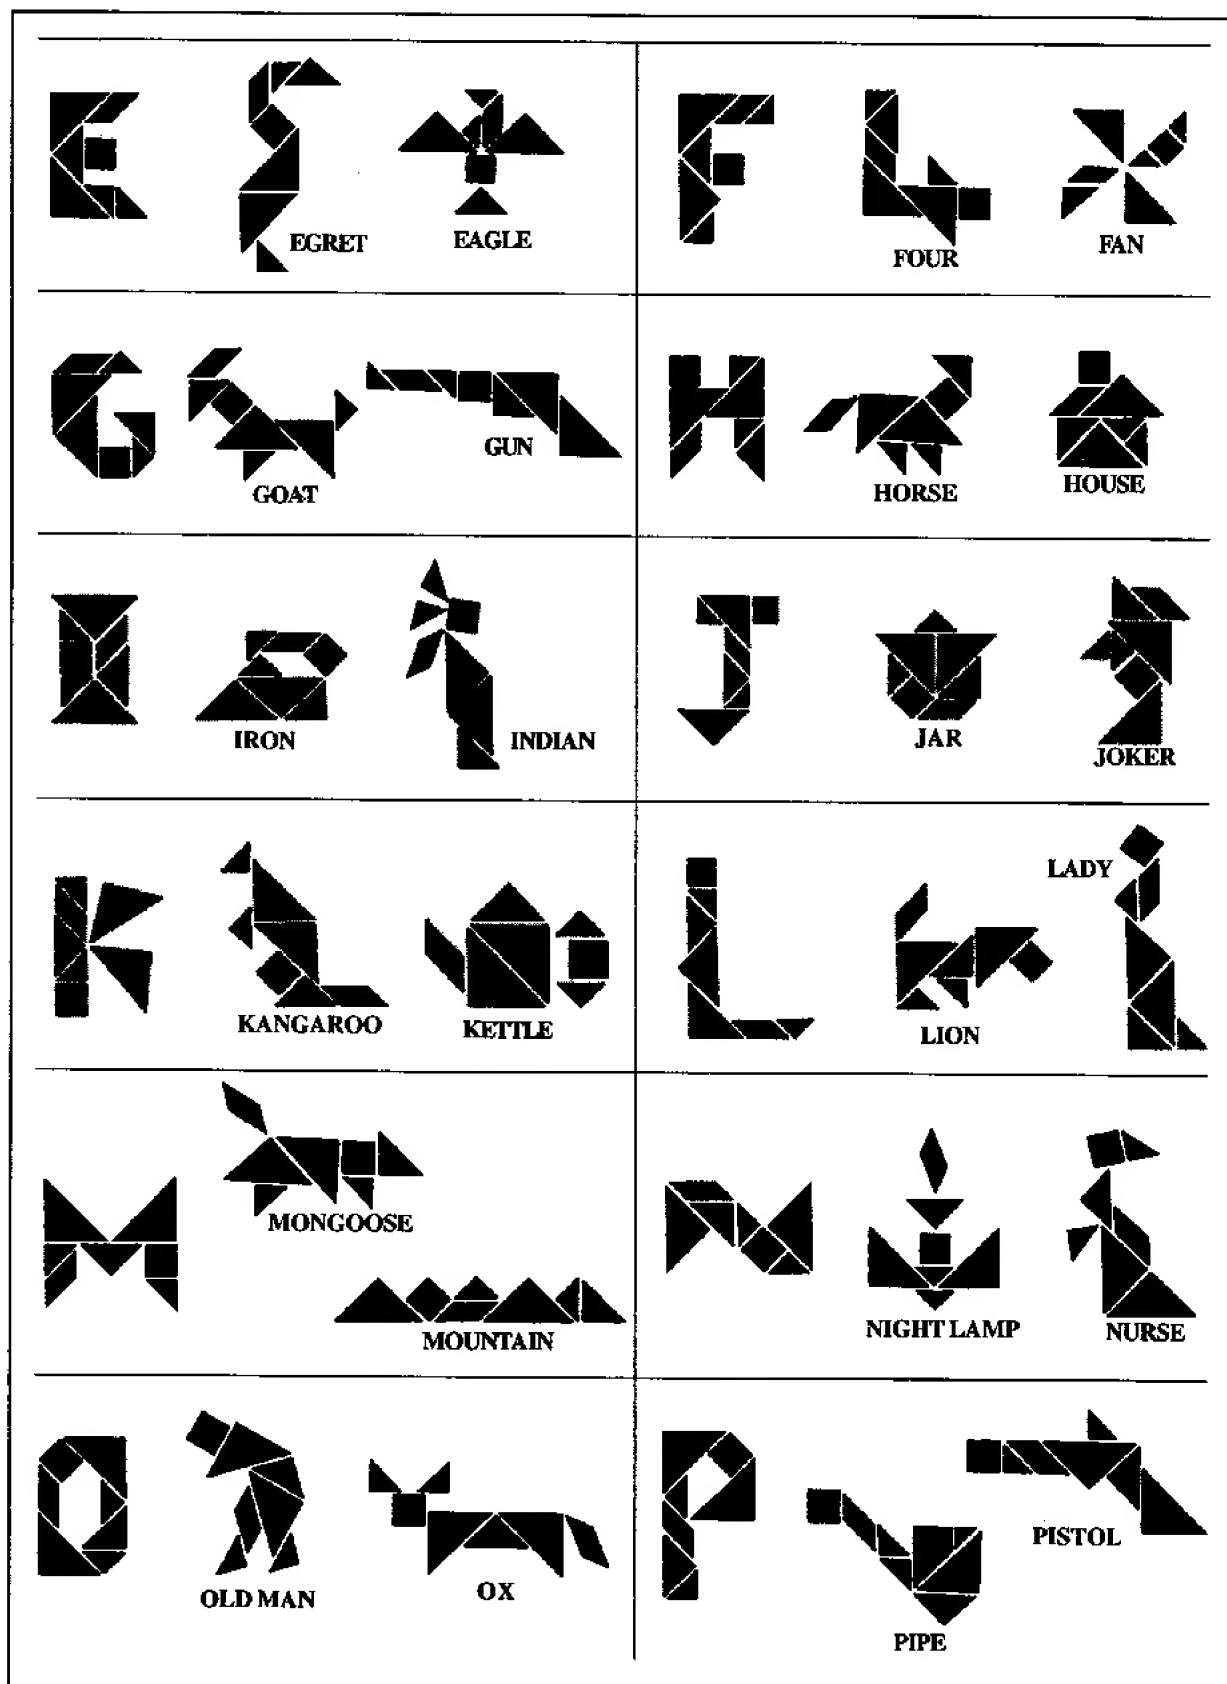 EGRET
EAGLE
FOUR
FAN
GOAT
GUN
HORSE
HOUSE
IRON
INDIAN
JAR
JOKER
KANGAROO
KETTLE
LADY
LION
MONGOOSE
MOUNTAIN
NIGHT LAMP
NURSE
OLD MAN
OX
PIPE
PISTOL